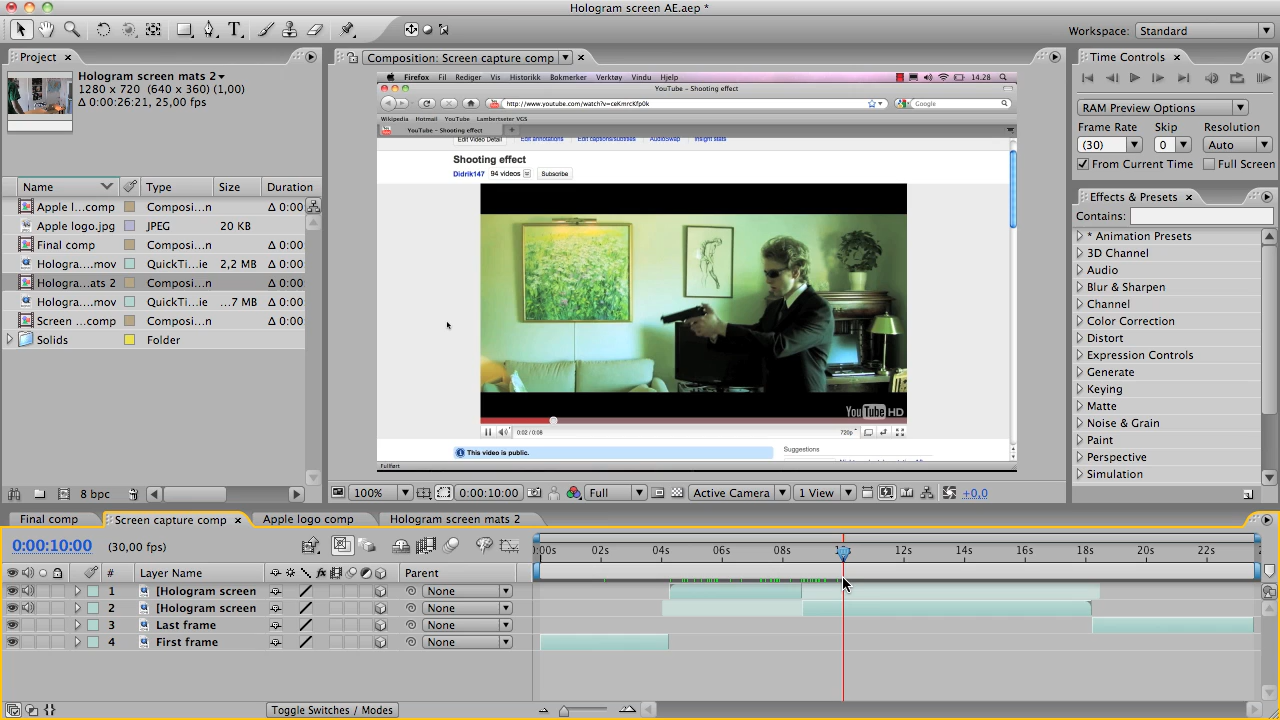 Hologram screen AE.aep *
Workspace: Standard
Project
Hologram screen mats 2
1280 x 720 (640 x 360) (1,00)
Δ 0:00:26:21, 25,00 fps
Name Type Size Duration
Apple l...comp Composi...n Δ 0:00
Apple logo.jpg JPEG 20 KB
Final comp Composi...n Δ 0:00
Hologra....mov QuickTi...ie 2,2 MB Δ 0:00
Hologra...ats 2 Composi...n Δ 0:00
Hologra....mov QuickTi...ie ...7 MB Δ 0:00
Screen ...comp Composi...n Δ 0:00
Solids Folder
8 bpc
Composition: Screen capture comp
Firefox Fil Rediger Vis Historikk Bokmerker Verktøy Vindu Hjelp 14.28
YouTube - Shooting effect
http://www.youtube.com/watch?v=ceKmrcKfp0k
Google
Wikipedia Hotmail YouTube Lambertseter VGS
YouTube - Shooting effect
Edit Video Detail Edit annotations Edit captions/subtitles AudioSwap Insight stats
Shooting effect
Didrik147 94 videos Subscribe
YouTube HD
0:02 / 0:08 720p
This video is public.
Suggestions
Fullført
100% 0:00:10:00 Full Active Camera 1 View +0,0
Time Controls
RAM Preview Options
Frame Rate Skip Resolution
(30) 0 Auto
From Current Time Full Screen
Effects & Presets
Contains:
* Animation Presets
3D Channel
Audio
Blur & Sharpen
Channel
Color Correction
Distort
Expression Controls
Generate
Keying
Matte
Noise & Grain
Paint
Perspective
Simulation
Final comp Screen capture comp Apple logo comp Hologram screen mats 2
0:00:10:00 (30,00 fps)
02s 04s 06s 08s 12s 14s 16s 18s 20s 22s
# Layer Name Parent
1 [Hologram screen None
2 [Hologram screen None
3 Last frame None
4 First frame None
Toggle Switches / Modes